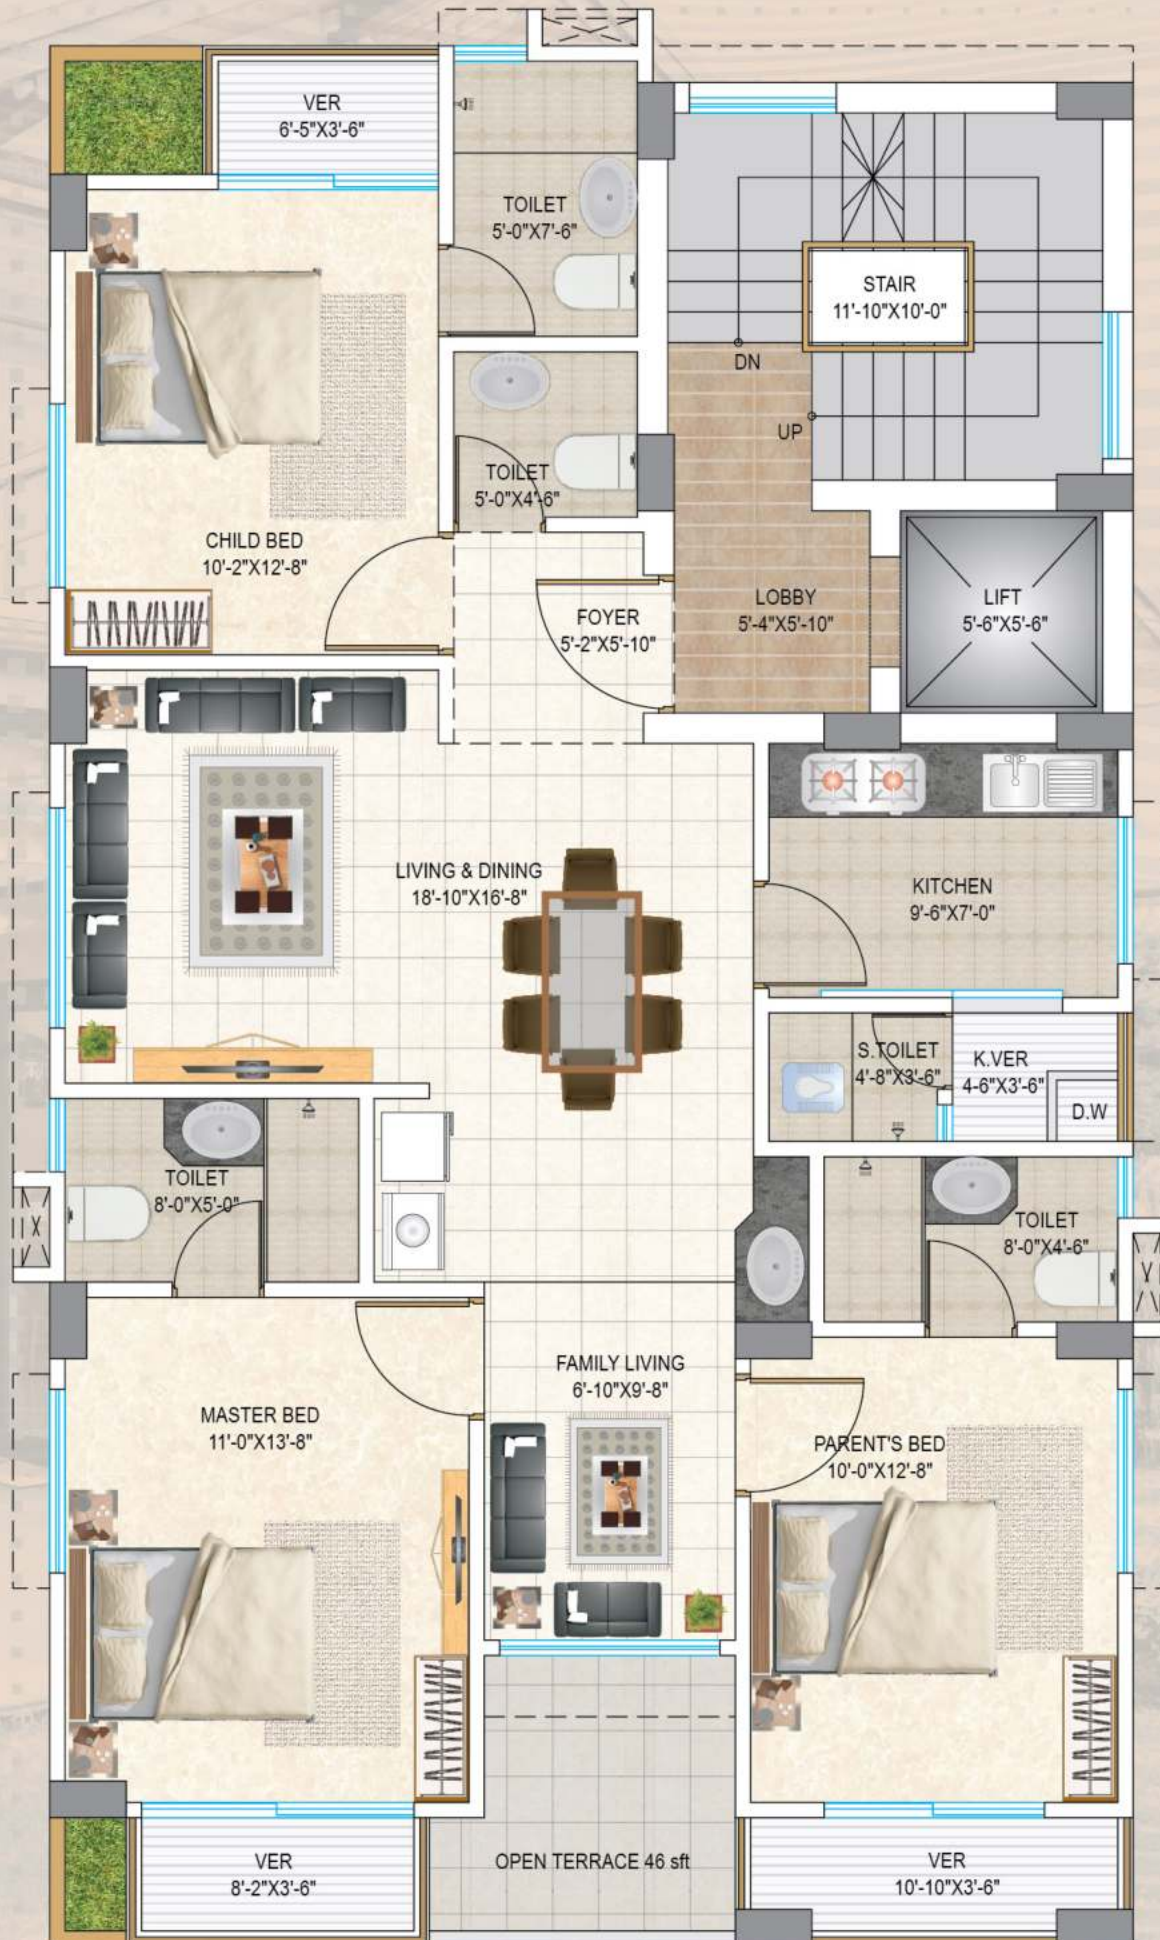 VER
6'-5"X3'-6"
TOILET
5'-0"X7'-6"
STAIR
11'-10"X10'-0"
DN
UP
TOILET
5'-0"X4'-6"
CHILD BED
10'-2"X12'-8"
FOYER
5'-2"X5'-10"
LOBBY
5'-4"X5'-10"
LIFT
5'-6"X5'-6"
LIVING & DINING
18'-10"X16'-8"
KITCHEN
9'-6"X7'-0"
S.TOILET
4'-8"X3'-6"
K.VER
4-6"X3'-6"
D.W
TOILET
8'-0"X5'-0"
TOILET
8'-0"X4'-6"
FAMILY LIVING
6'-10"X9'-8"
MASTER BED
11'-0"X13'-8"
PARENT'S BED
10'-0"X12'-8"
VER
8'-2"X3'-6"
OPEN TERRACE 46 sft
VER
10'-10"X3'-6"